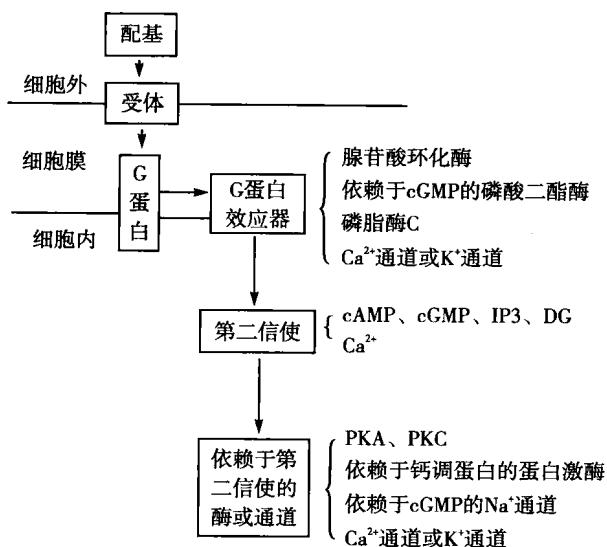 配基
细胞外
受体
细胞膜
G
蛋
白
G蛋白
效应器
腺苷酸环化酶
依赖于cGMP的磷酸二酯酶
磷脂酶C
Ca²⁺通道或K⁺通道
细胞内
第二信使
cAMP、cGMP、IP3、DG
Ca²⁺
依赖于第
二信使的
酶或通道
PKA、PKC
依赖于钙调蛋白的蛋白激酶
依赖于cGMP的Na⁺通道
Ca²⁺通道或K⁺通道